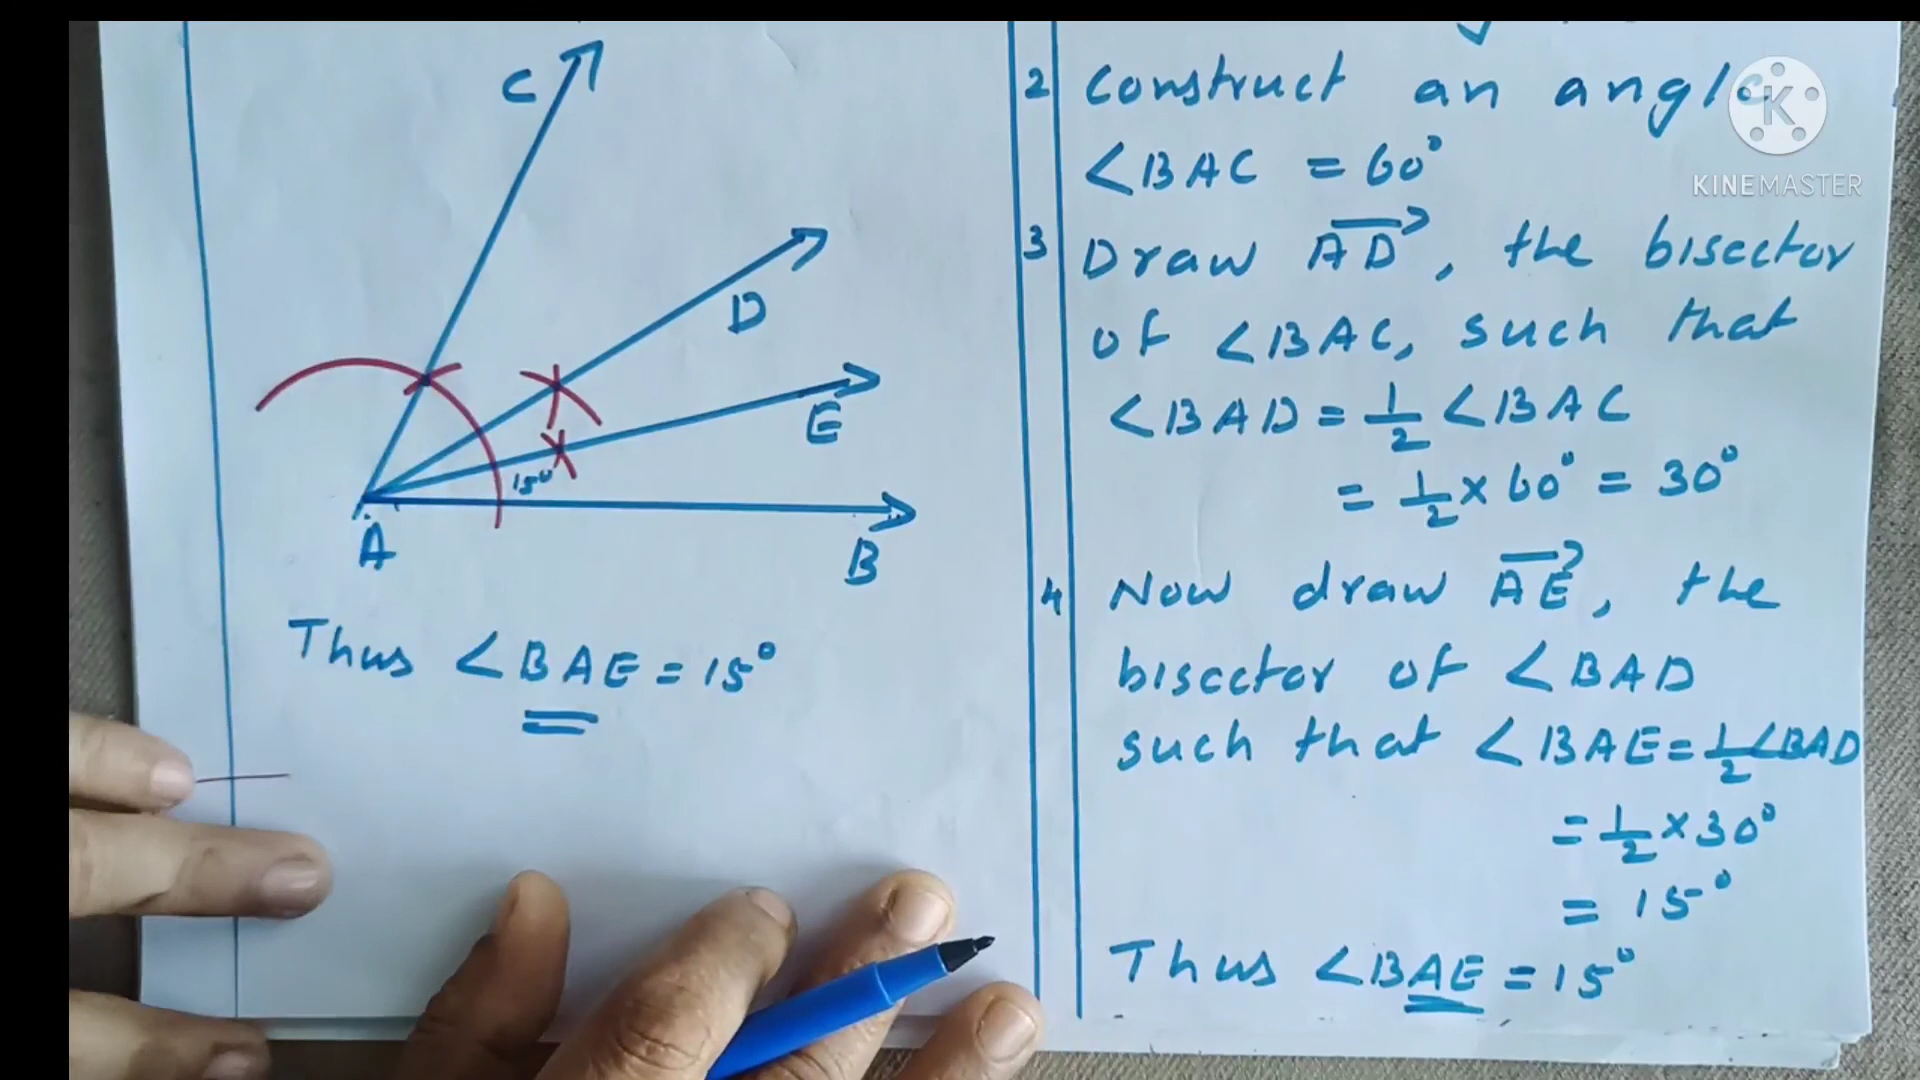 C
D
E
15°
A
B
Thus ∠BAE = 15°
2 Construct an angle
∠BAC = 60°
3 Draw AD→, the bisector
of ∠BAC, such that
∠BAD = 1/2 ∠BAC
= 1/2 × 60° = 30°
4 Now draw AE→, the
bisector of ∠BAD
such that ∠BAE = 1/2 ∠BAD
= 1/2 × 30°
= 15°
Thus ∠BAE = 15°
K
KINEMASTER